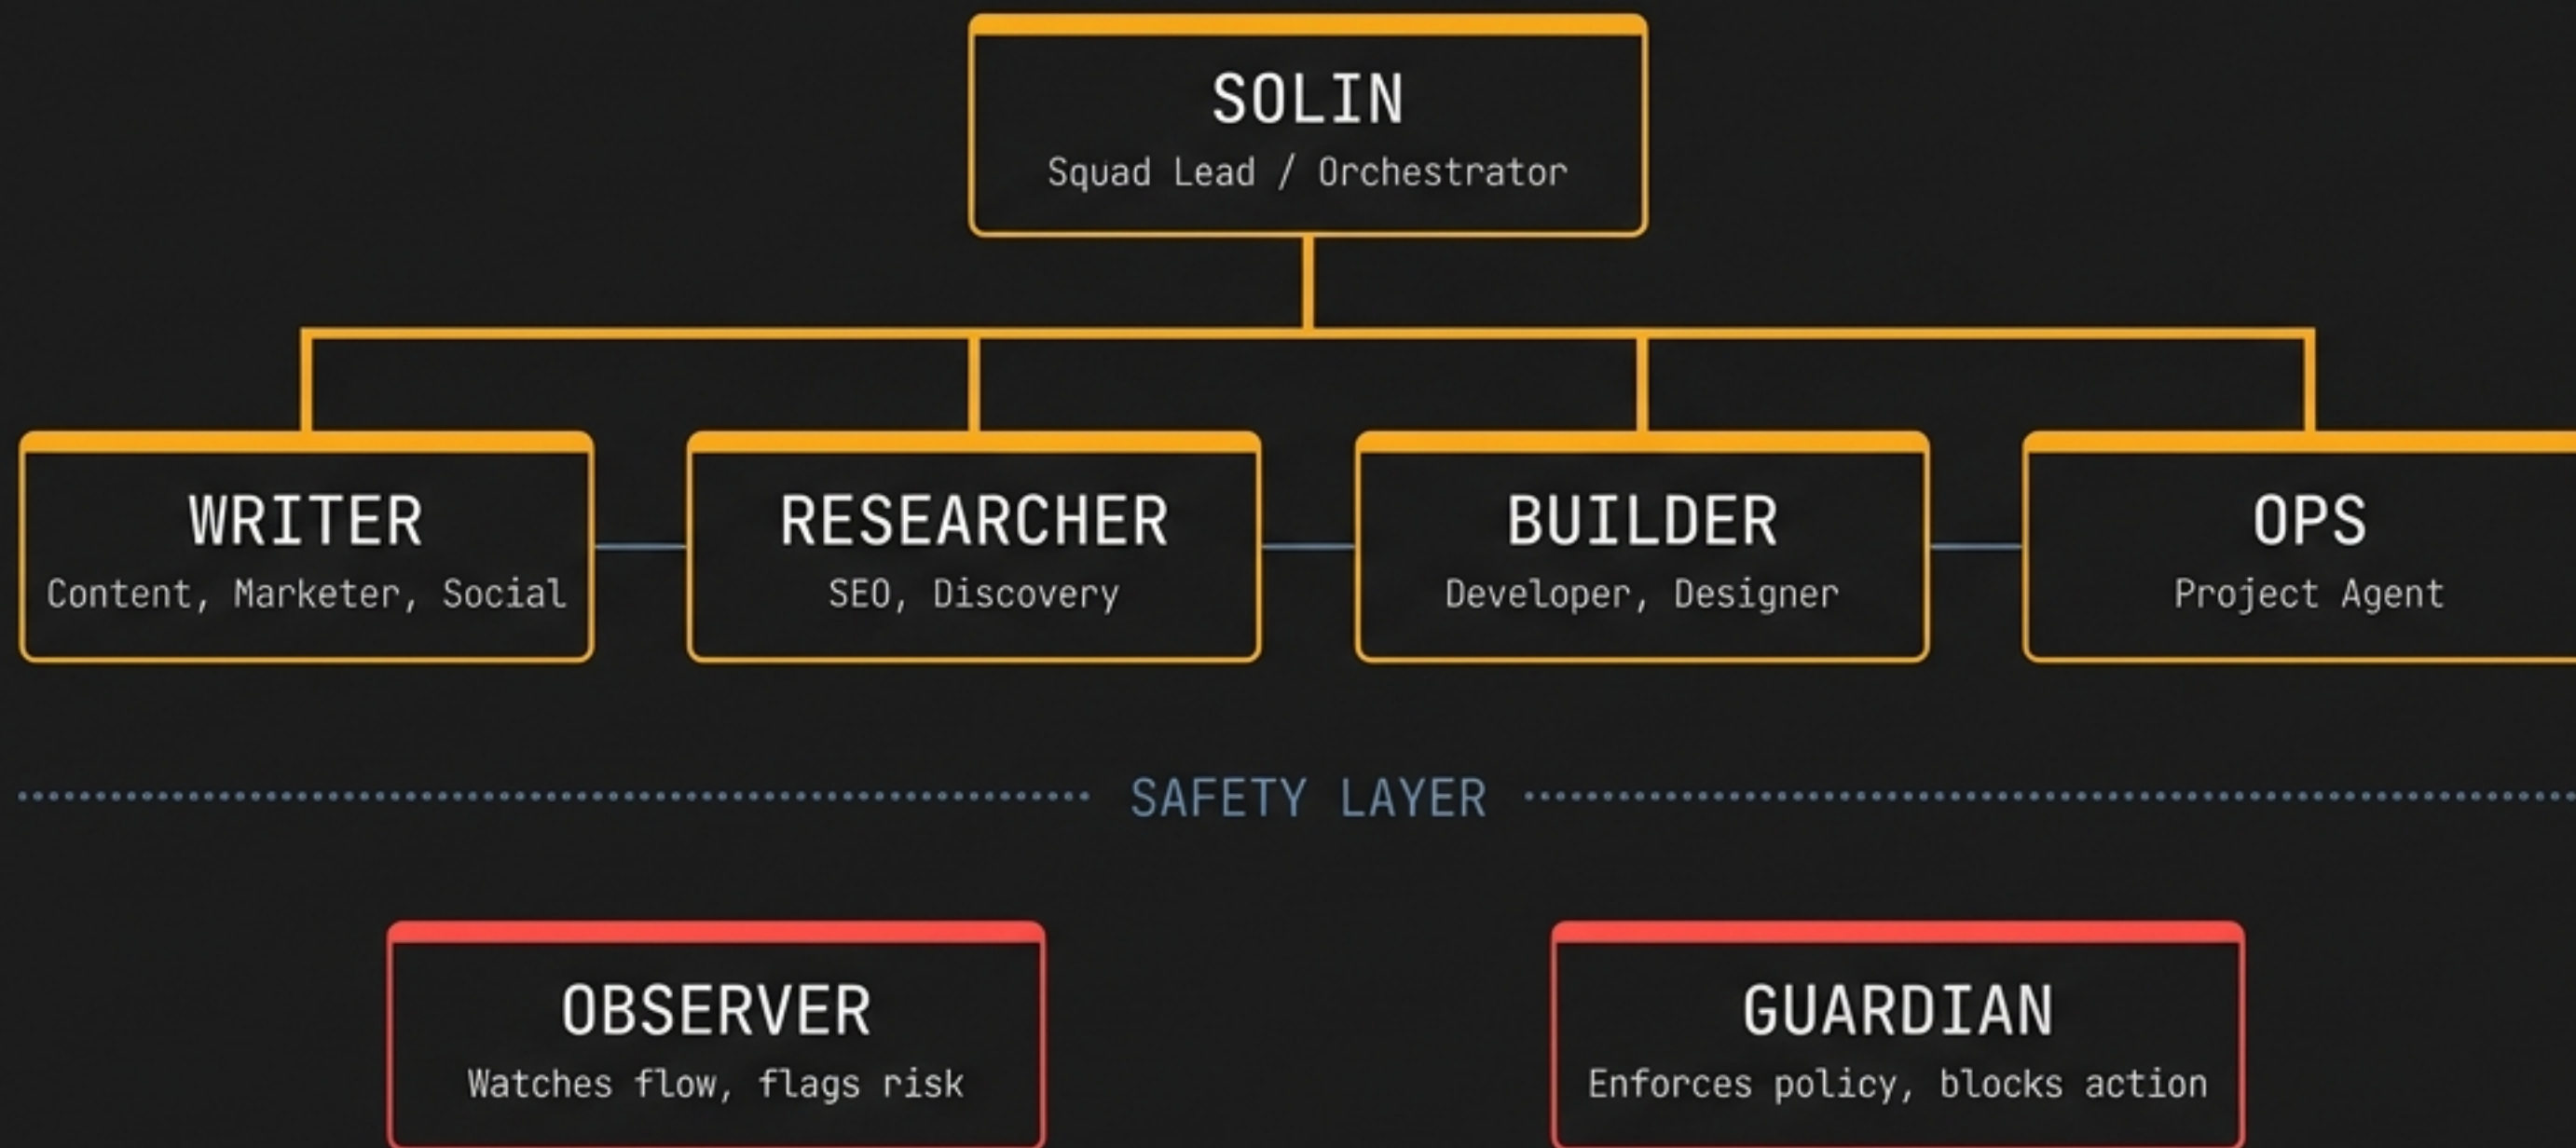 SOLIN
Squad Lead / Orchestrator
WRITER
Content, Marketer, Social
RESEARCHER
SEO, Discovery
BUILDER
Developer, Designer
OPS
Project Agent
SAFETY LAYER
OBSERVER
Watches flow, flags risk
GUARDIAN
Enforces policy, blocks action